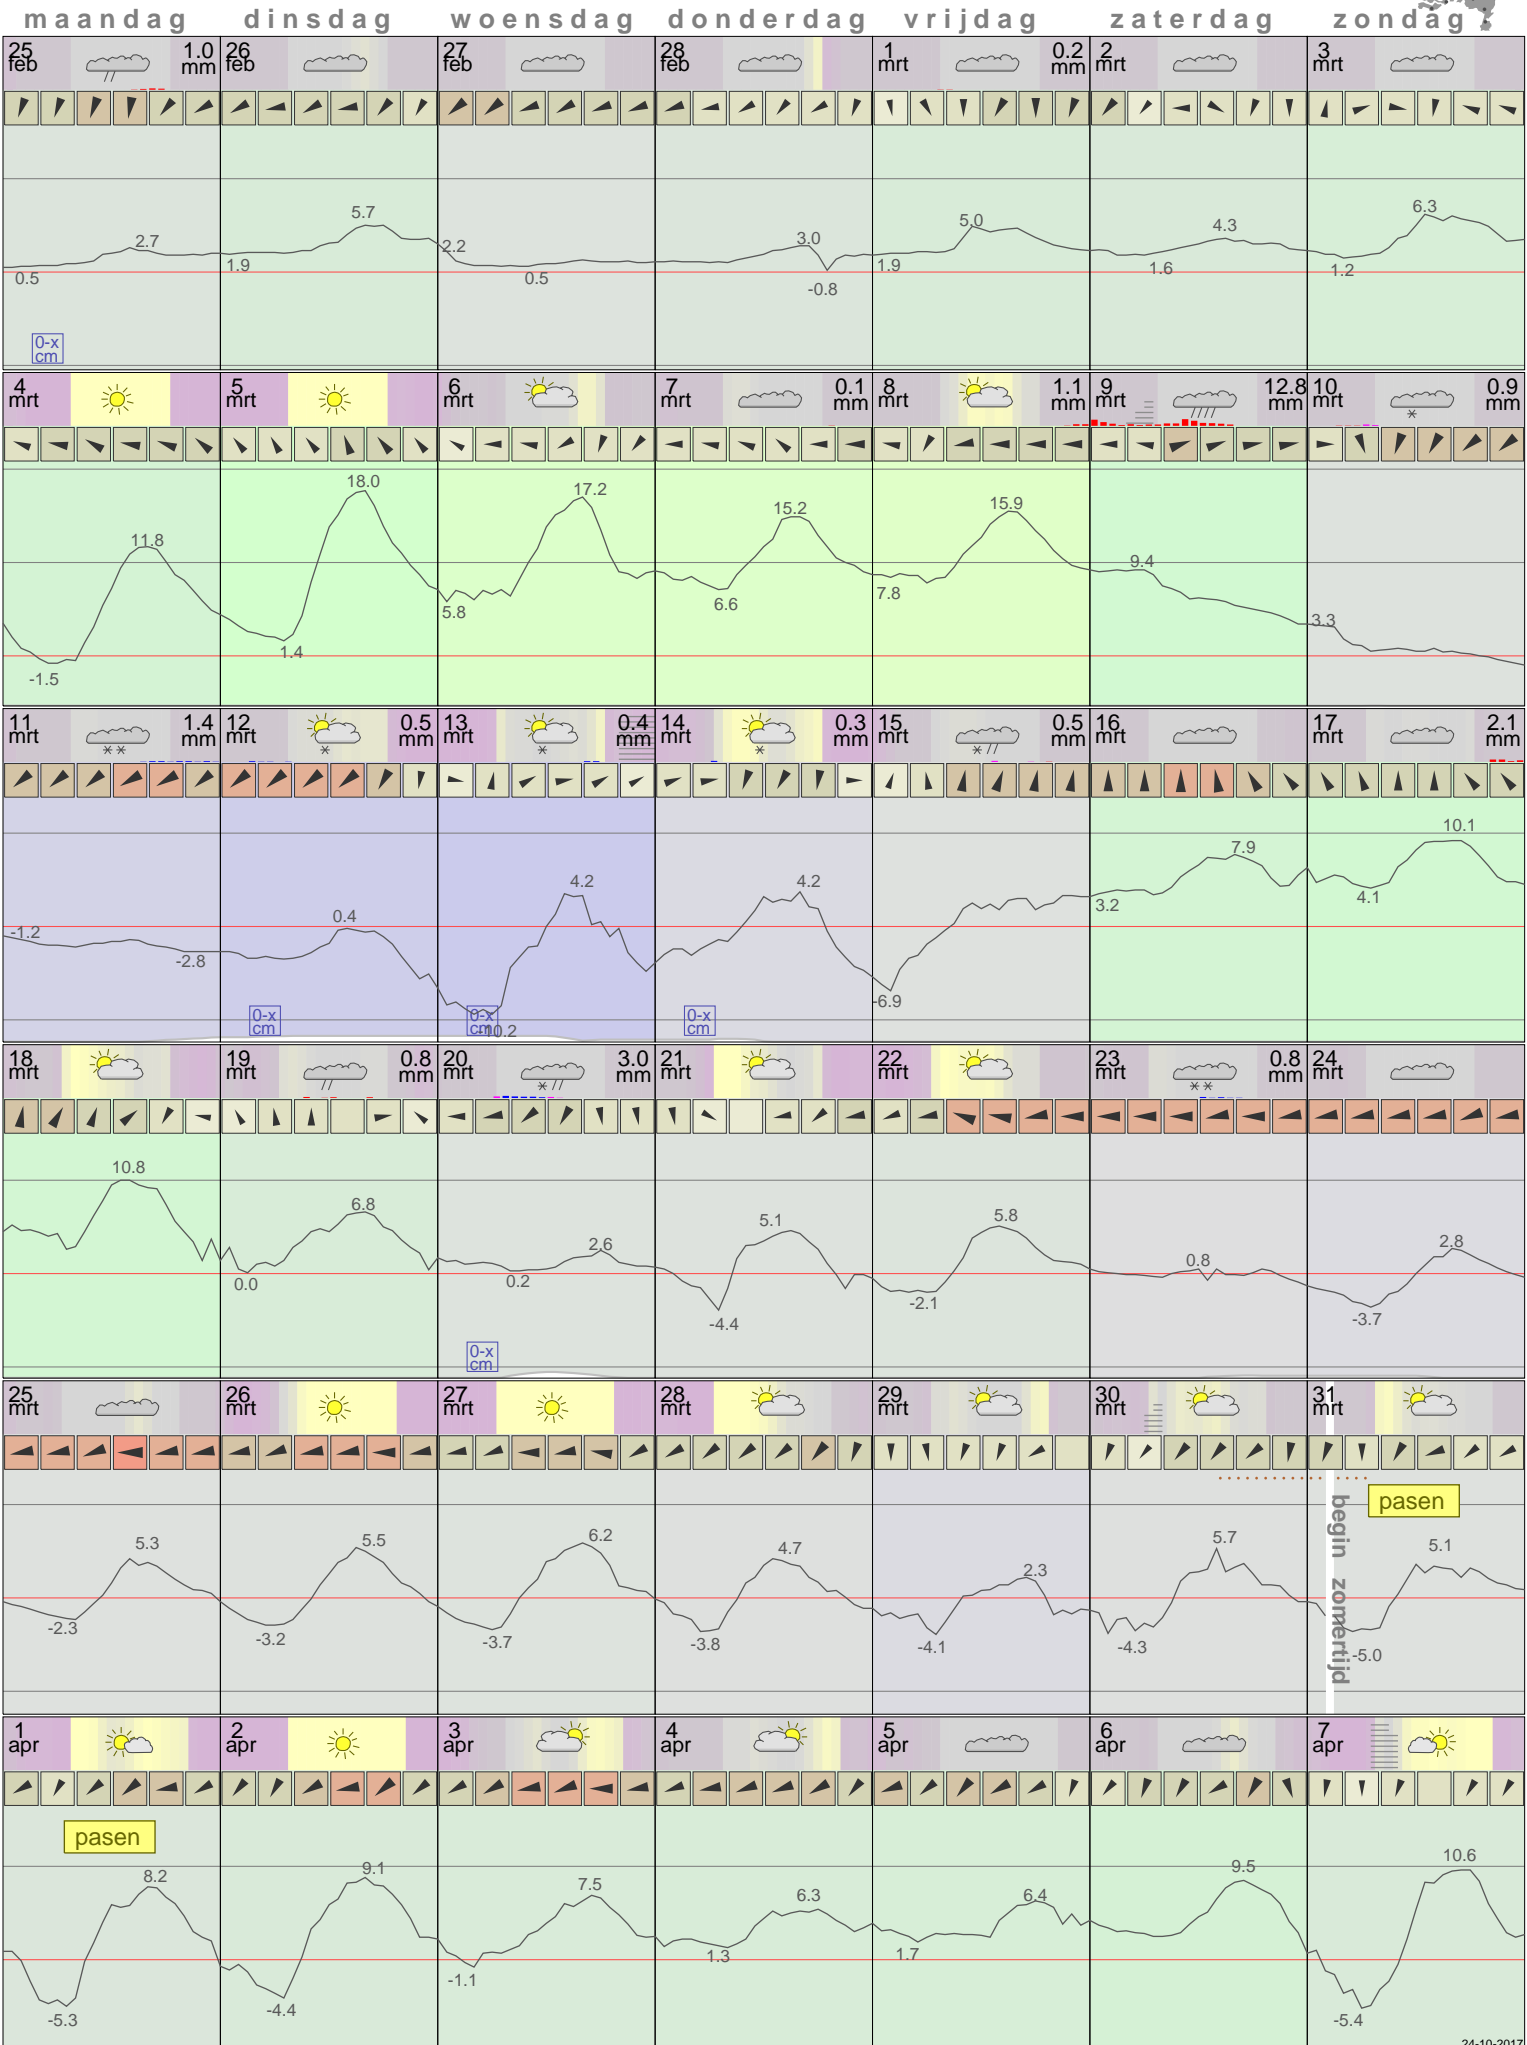 maandag dinsdag woensdag donderdag vrijdag zaterdag zondag
25 feb 1.0 mm 26 feb 27 feb 28 feb 1 mrt 0.2 mm 2 mrt 3 mrt
0.5 2.7 1.9 5.7 2.2 0.5 3.0 -0.8 1.9 5.0 1.6 4.3 1.2 6.3
0-x cm
4 mrt 5 mrt 6 mrt 7 mrt 0.1 mm 8 mrt 1.1 mm 9 mrt 12.8 mm 10 mrt 0.9 mm
-1.5 11.8 1.4 18.0 5.8 17.2 6.6 15.2 7.8 15.9 9.4 3.3
11 mrt 1.4 mm 12 mrt 0.5 mm 13 mrt 0.4 mm 14 mrt 0.3 mm 15 mrt 0.5 mm 16 mrt 17 mrt 2.1 mm
-1.2 -2.8 0.4 -10.2 4.2 4.2 -6.9 3.2 7.9 4.1 10.1
0-x cm 0-x cm 0-x cm
18 mrt 19 mrt 0.8 mm 20 mrt 3.0 mm 21 mrt 22 mrt 23 mrt 0.8 mm 24 mrt
10.8 0.0 6.8 0.2 2.6 -4.4 5.1 -2.1 5.8 0.8 -3.7 2.8
0-x cm
25 mrt 26 mrt 27 mrt 28 mrt 29 mrt 30 mrt 31 mrt
pasen
begin zomertijd
-2.3 5.3 -3.2 5.5 -3.7 6.2 -3.8 4.7 -4.1 2.3 -4.3 5.7 -5.0 5.1
1 apr 2 apr 3 apr 4 apr 5 apr 6 apr 7 apr
pasen
-5.3 8.2 -4.4 9.1 -1.1 7.5 1.3 6.3 1.7 6.4 9.5 -5.4 10.6
24-10-2017